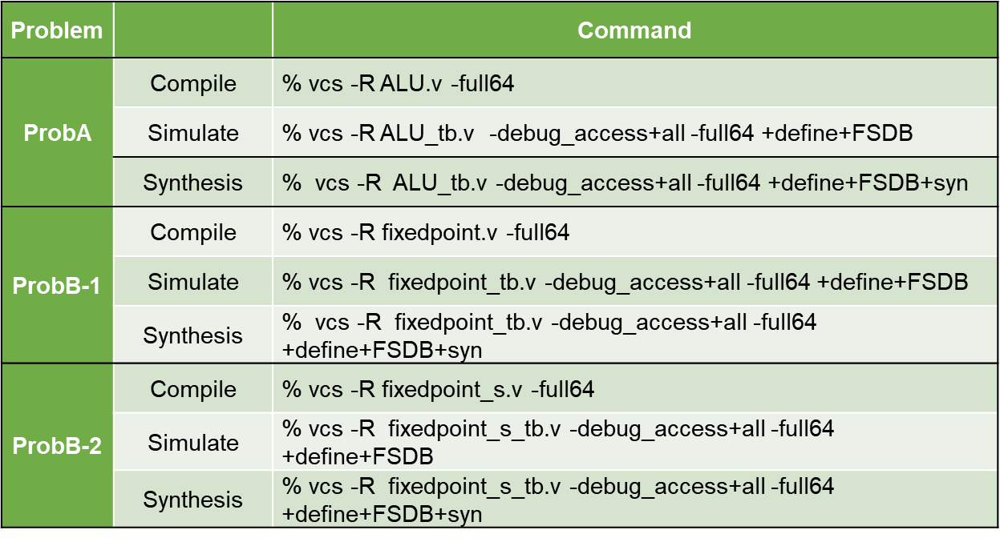 Problem Command
ProbA
Compile % vcs -R ALU.v -full64
Simulate % vcs -R ALU_tb.v -debug_access+all -full64 +define+FSDB
Synthesis % vcs -R ALU_tb.v -debug_access+all -full64 +define+FSDB+syn
ProbB-1
Compile % vcs -R fixedpoint.v -full64
Simulate % vcs -R fixedpoint_tb.v -debug_access+all -full64 +define+FSDB
Synthesis % vcs -R fixedpoint_tb.v -debug_access+all -full64
+define+FSDB+syn
ProbB-2
Compile % vcs -R fixedpoint_s.v -full64
Simulate % vcs -R fixedpoint_s_tb.v -debug_access+all -full64
+define+FSDB
Synthesis % vcs -R fixedpoint_s_tb.v -debug_access+all -full64
+define+FSDB+syn